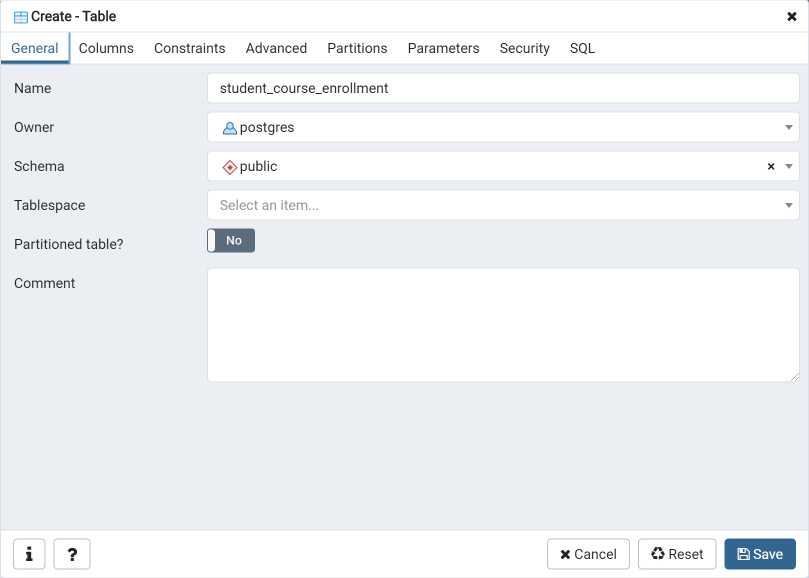 Create - Table
General Columns Constraints Advanced Partitions Parameters Security SQL
Name student_course_enrollment
Owner postgres
Schema public
Tablespace Select an item...
Partitioned table? No
Comment
i ? Cancel Reset Save